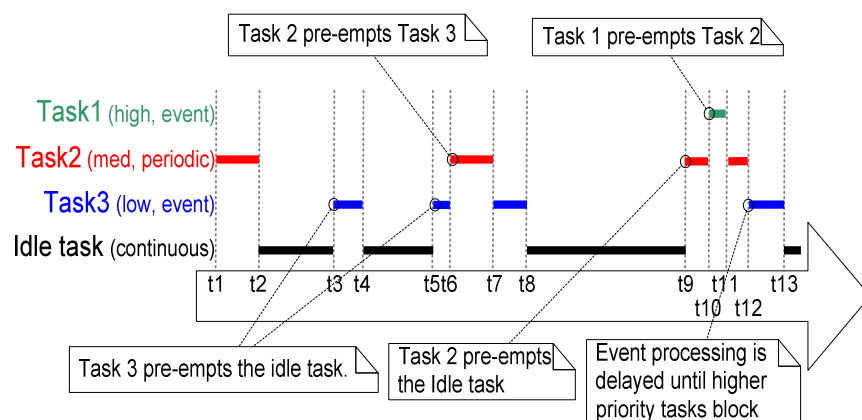 Task 2 pre-empts Task 3
Task 1 pre-empts Task 2
Task1 (high, event)
Task2 (med, periodic)
Task3 (low, event)
Idle task (continuous)
t1 t2 t3 t4 t5 t6 t7 t8 t9 t10 t11 t12 t13
Task 3 pre-empts the idle task.
Task 2 pre-empts
the Idle task
Event processing is
delayed until higher
priority tasks block